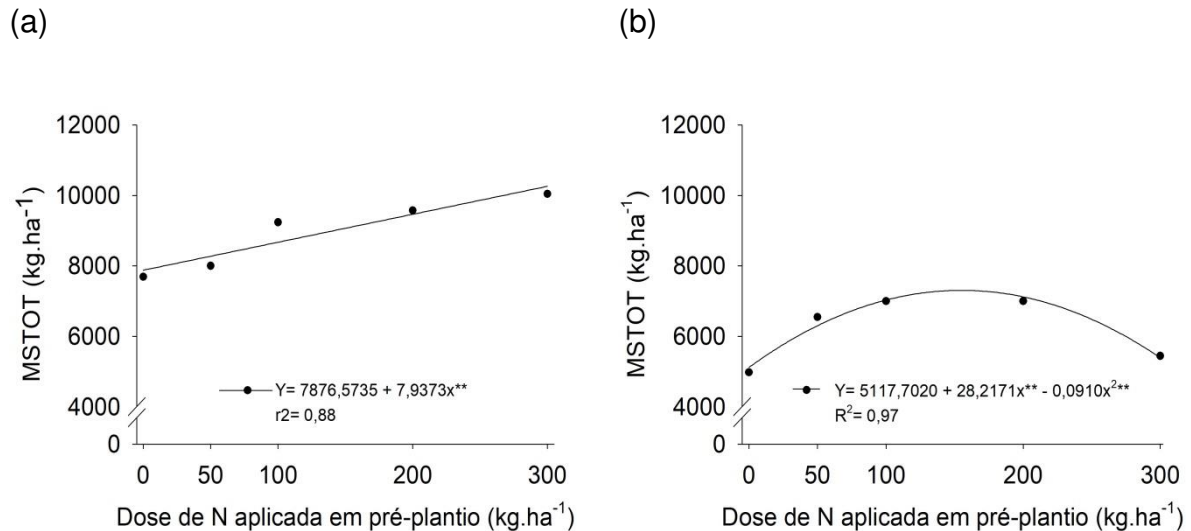 (a)
(b)
12000
10000
8000
6000
4000
0
MSTOT (kg.ha⁻¹)
Y= 7876,5735 + 7,9373x**
r2= 0,88
0 50 100 200 300
Dose de N aplicada em pré-plantio (kg.ha⁻¹)
12000
10000
8000
6000
4000
0
MSTOT (kg.ha⁻¹)
Y= 5117,7020 + 28,2171x** - 0,0910x²**
R²= 0,97
0 50 100 200 300
Dose de N aplicada em pré-plantio (kg.ha⁻¹)